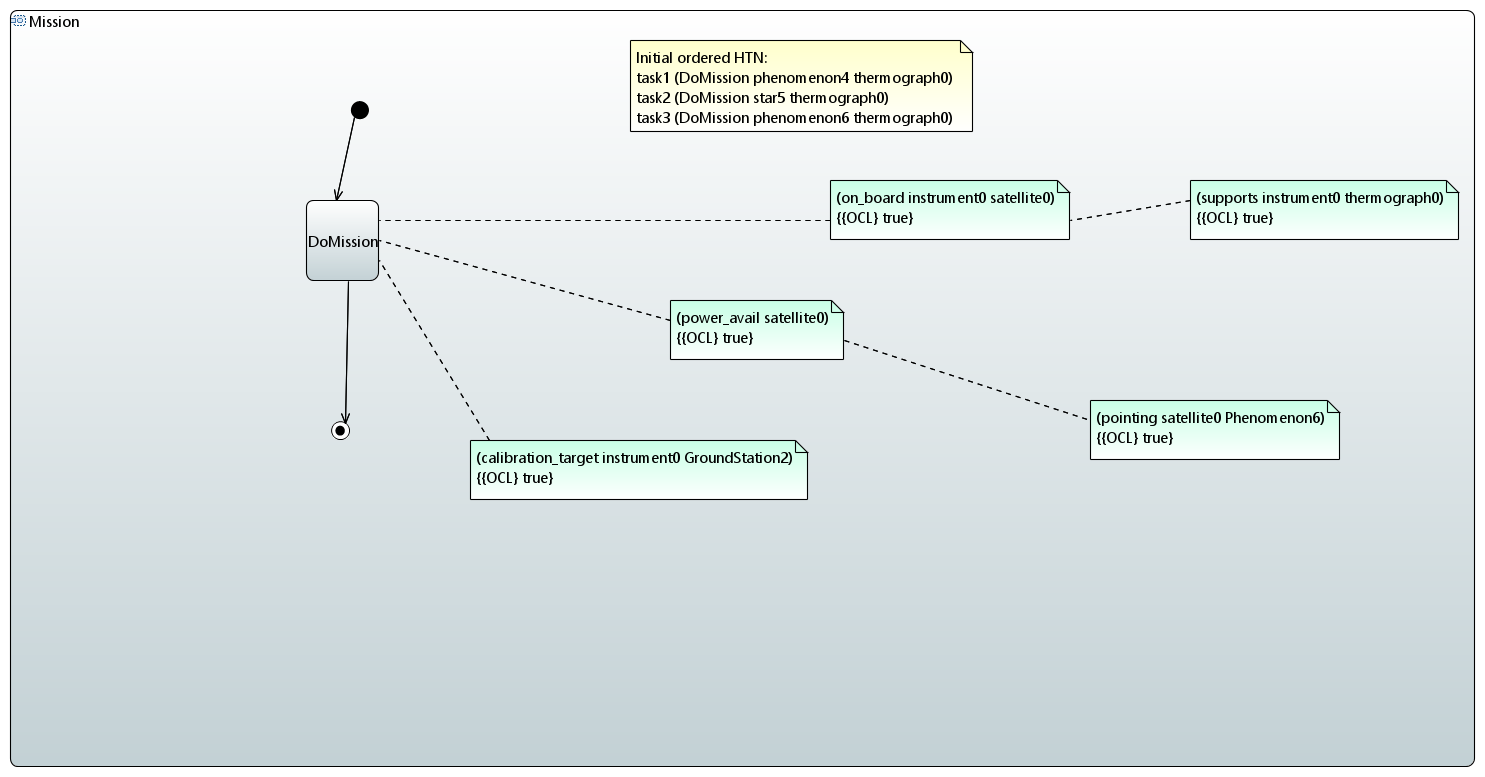 Mission
Initial ordered HTN:
task1 (DoMission phenomenon4 thermograph0)
task2 (DoMission star5 thermograph0)
task3 (DoMission phenomenon6 thermograph0)
(on_board instrument0 satellite0)
{{OCL} true}
(supports instrument0 thermograph0)
{{OCL} true}
DoMission
(power_avail satellite0)
{{OCL} true}
(pointing satellite0 Phenomenon6)
{{OCL} true}
(calibration_target instrument0 GroundStation2)
{{OCL} true}